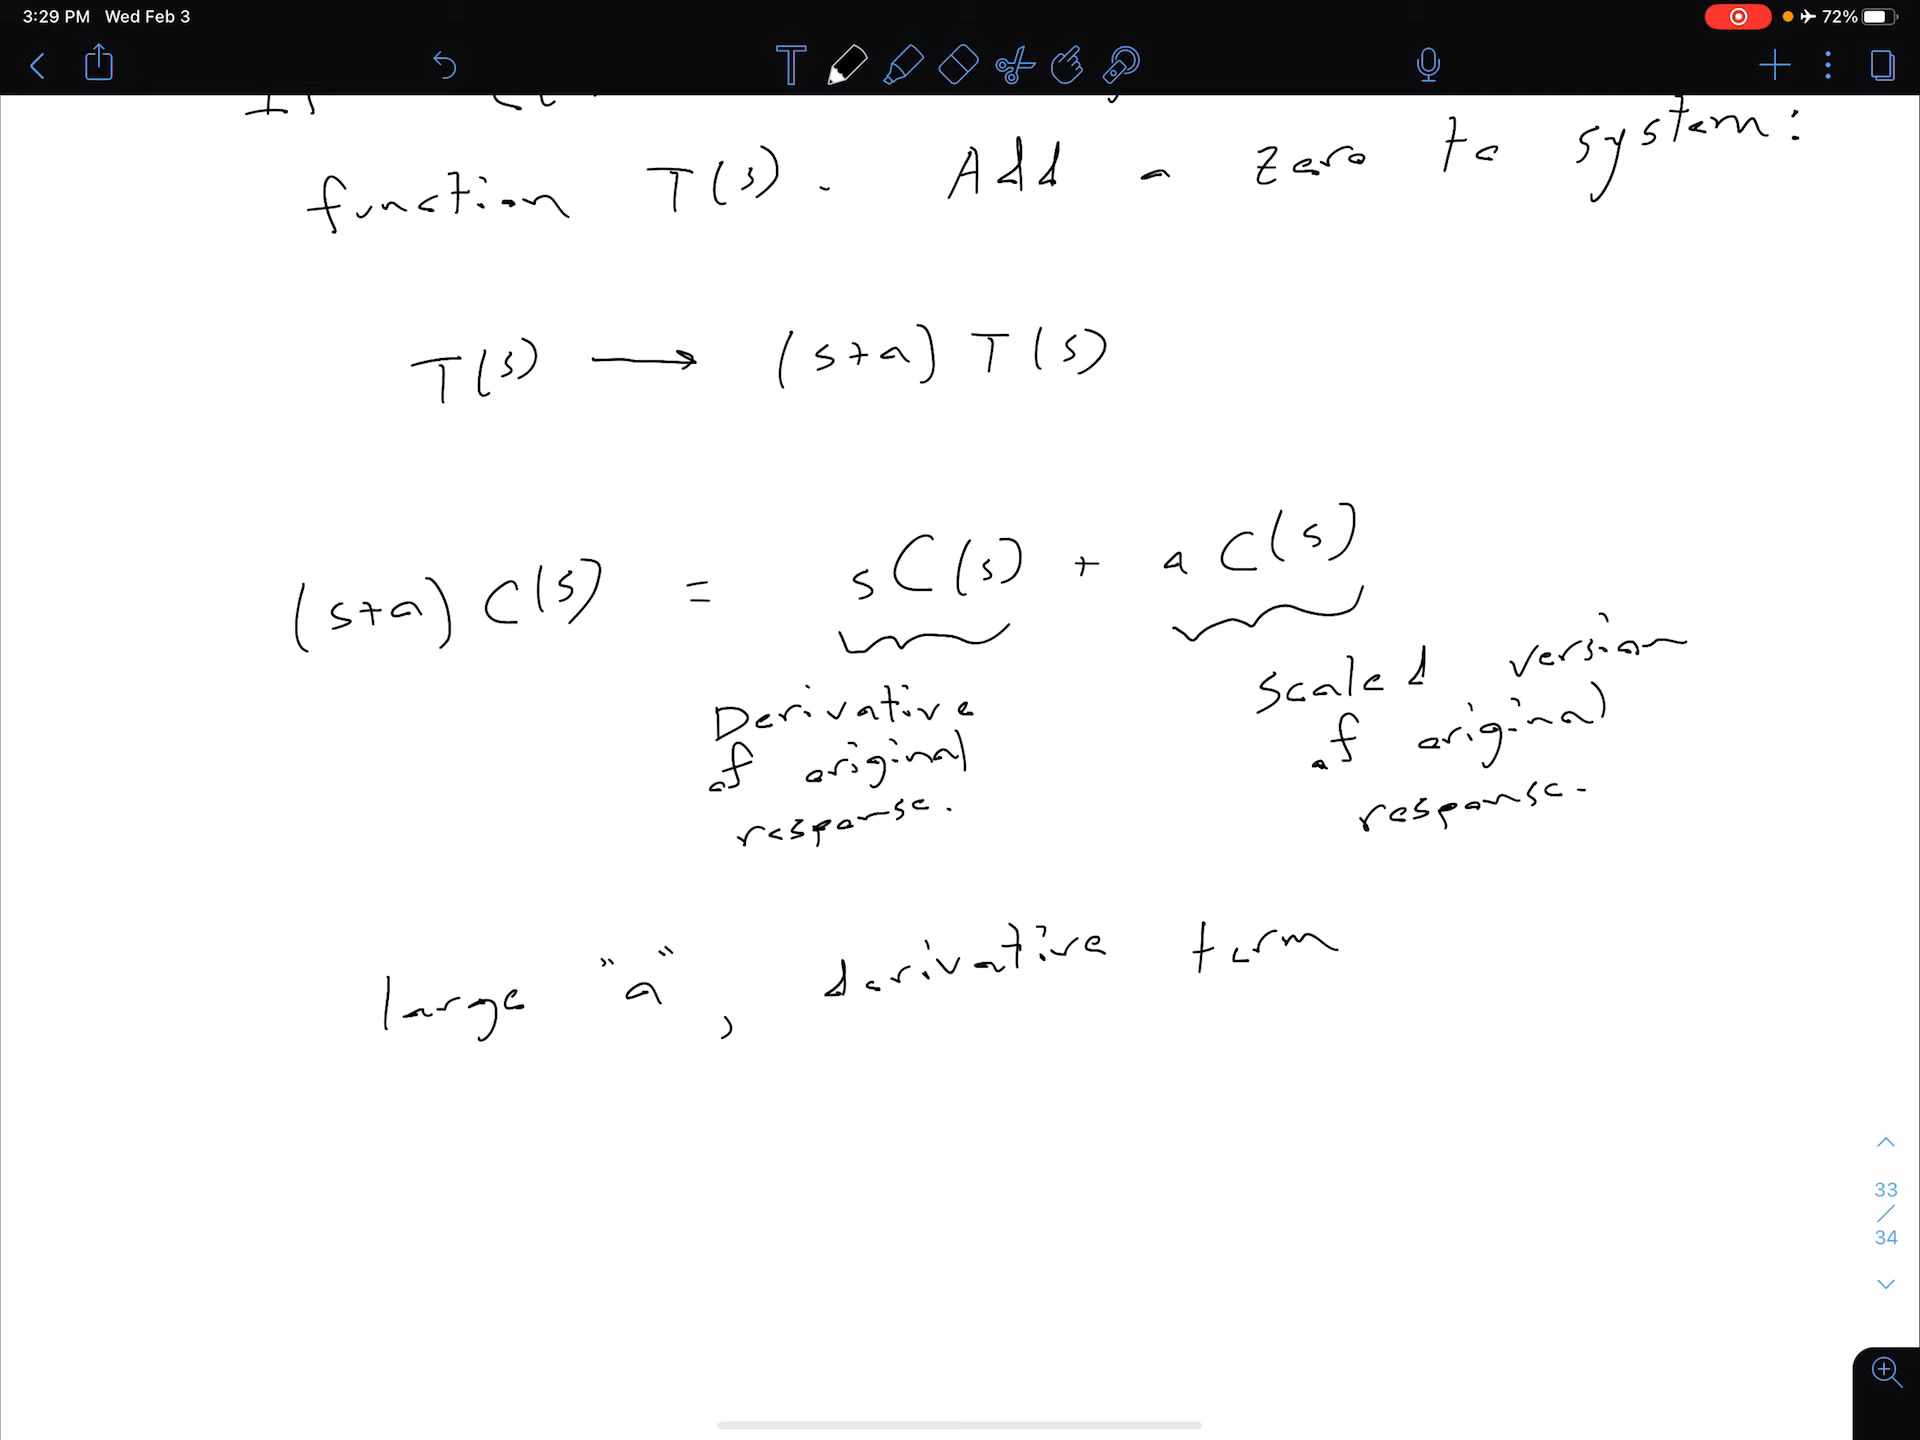 3:29 PM Wed Feb 3
72%
function T(s). Add a zero to system:
T(s) → (s+a) T(s)
(s+a) C(s) = sC(s) + a C(s)
Derivative of original response.
scaled version of original response.
large "a", derivative term
33
/
34